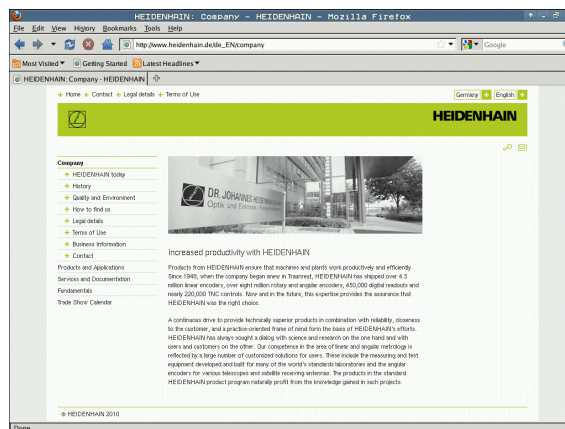 HEIDENHAIN: Company – HEIDENHAIN – Mozilla Firefox
File Edit View History Bookmarks Tools Help
http://www.heidenhain.de/de_EN/company
Google
Most Visited Getting Started Latest Headlines
HEIDENHAIN: Company - HEIDENHAIN
+ Home + Contact + Legal details + Terms of Use
Germany + English +
HEIDENHAIN
Company
+ HEIDENHAIN today
+ History
+ Quality and Environment
+ How to find us
+ Legal details
+ Terms of Use
+ Business Information
+ Contact
Products and Applications
Services and Documentation
Fundamentals
Trade Show Calendar
DR. JOHANNES HEIDENHAIN
Optik und Elektronik
Increased productivity with HEIDENHAIN
Products from HEIDENHAIN ensure that machines and plants work productively and efficiently.
Since 1948, when the company began anew in Traunreut, HEIDENHAIN has shipped over 4.3
million linear encoders, over eight million rotary and angular encoders, 450,000 digital readouts and
nearly 220,000 TNC controls. Now and in the future, this expertise provides the assurance that
HEIDENHAIN was the right choice.
A continuous drive to provide technically superior products in combination with reliability, closeness
to the customer, and a practice-oriented frame of mind form the basis of HEIDENHAIN's efforts.
HEIDENHAIN has always sought a dialog with science and research on the one hand and with
users and customers on the other. Our competence in the area of linear and angular metrology is
reflected by a large number of customized solutions for users. These include the measuring and test
equipment developed and built for many of the world's standards laboratories and the angular
encoders for various telescopes and satellite receiving antennas. The products in the standard
HEIDENHAIN product program naturally profit from the knowledge gained in such projects.
© HEIDENHAIN 2010
Done